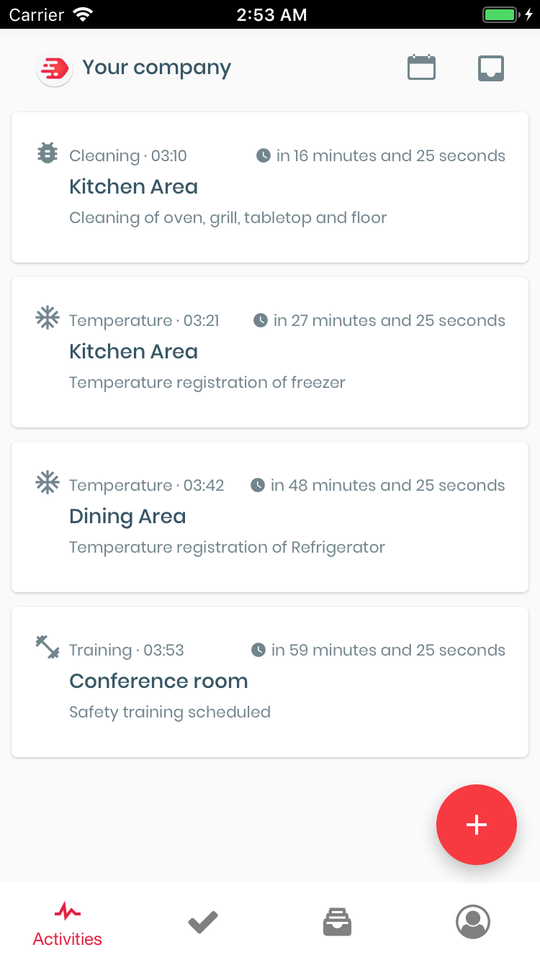 Carrier 2:53 AM
Your company
Cleaning · 03:10 in 16 minutes and 25 seconds
Kitchen Area
Cleaning of oven, grill, tabletop and floor
Temperature · 03:21 in 27 minutes and 25 seconds
Kitchen Area
Temperature registration of freezer
Temperature · 03:42 in 48 minutes and 25 seconds
Dining Area
Temperature registration of Refrigerator
Training · 03:53 in 59 minutes and 25 seconds
Conference room
Safety training scheduled
Activities